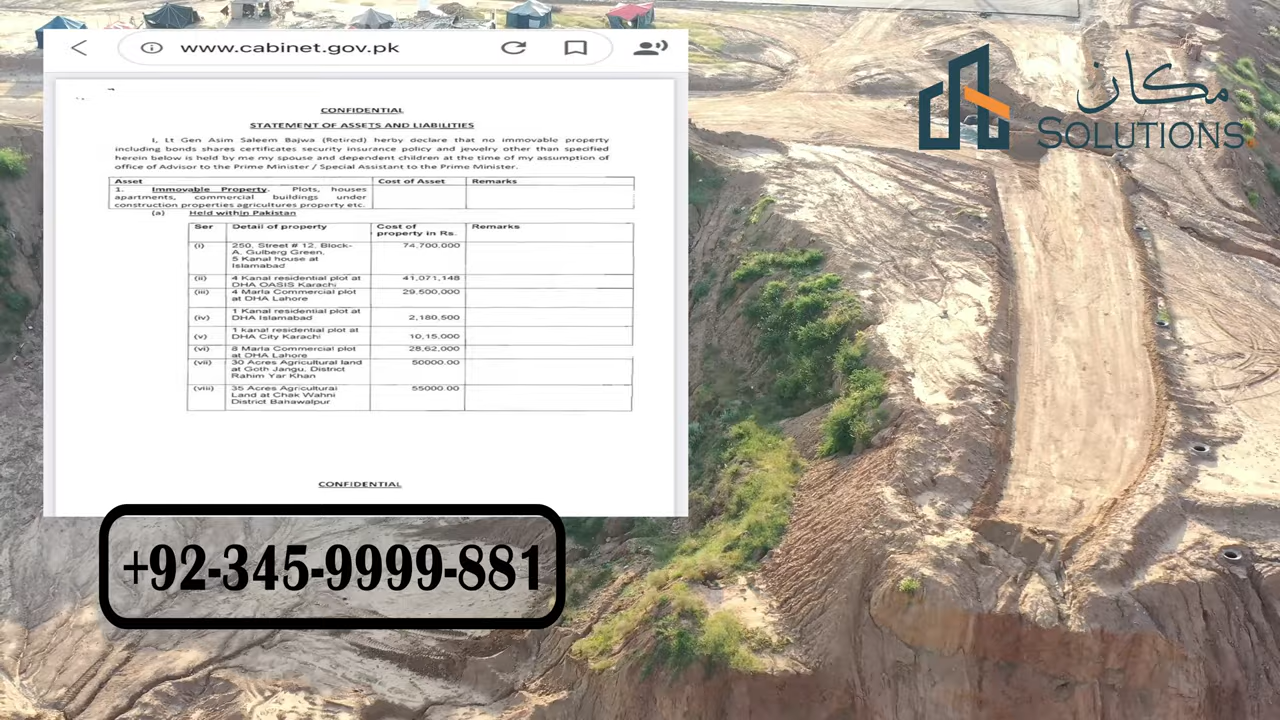 www.cabinet.gov.pk
CONFIDENTIAL
STATEMENT OF ASSETS AND LIABILITIES
I, Lt Gen Asim Saleem Bajwa (Retired) herby declare that no immovable property
including bonds shares certificates security insurance policy and jewelry other than specified
herein below is held by me my spouse and dependent children at the time of my assumption of
office of Advisor to the Prime Minister / Special Assistant to the Prime Minister.
Asset Cost of Asset Remarks
1. Immovable Property. Plots, houses
apartments, commercial buildings under
construction properties agricultures property etc.
(a) Held within Pakistan
Ser Detail of property Cost of Remarks
property in Rs.
(i) 250, Street # 12, Block- 74,700,000
A, Gulberg Green,
5 Kanal house at
Islamabad
(ii) 4 Kanal residential plot at 41,071,148
DHA OASIS Karachi
(iii) 4 Marla Commercial plot 29,500,000
at DHA Lahore
1 Kanal residential plot at
(iv) DHA Islamabad 2,180,500
1 kanal residential plot at
(v) DHA City Karachi 10,15,000
(vi) 8 Marla Commercial plot 28,62,000
at DHA Lahore
(vii) 30 Acres Agricultural land 50000.00
at Goth Jangu, District
Rahim Yar Khan
(viii) 35 Acres Agricultural 55000.00
Land at Chak Wahni
District Bahawalpur
CONFIDENTIAL
+92-345-9999-881
مکان
SOLUTIONS